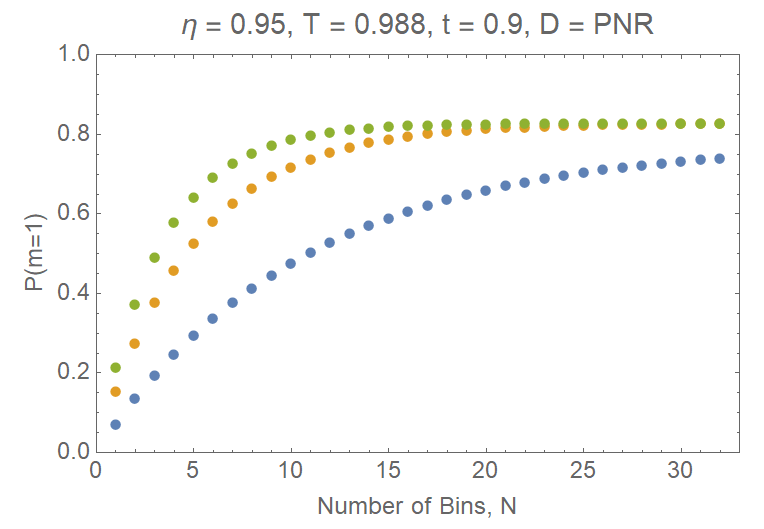 η = 0.95, T = 0.988, t = 0.9, D = PNR
1.0
0.8
0.6
0.4
0.2
0.0
P(m=1)
0 5 10 15 20 25 30
Number of Bins, N